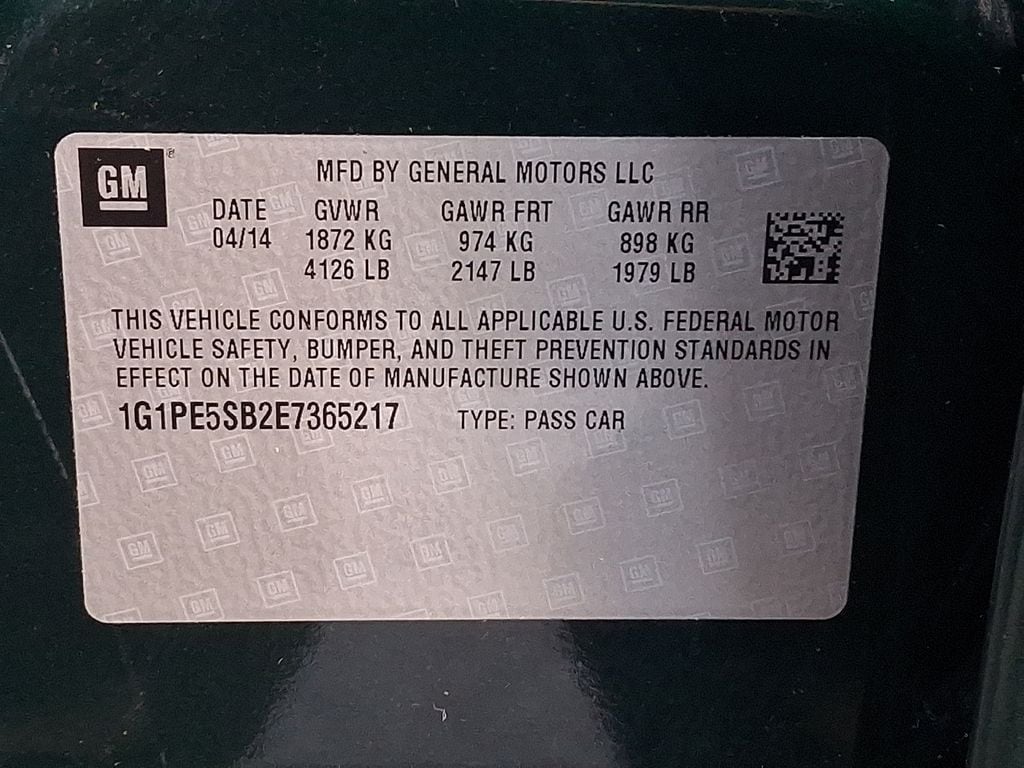 GM
MFD BY GENERAL MOTORS LLC
DATE GVWR GAWR FRT GAWR RR
04/14 1872 KG 974 KG 898 KG
4126 LB 2147 LB 1979 LB
THIS VEHICLE CONFORMS TO ALL APPLICABLE U.S. FEDERAL MOTOR
VEHICLE SAFETY, BUMPER, AND THEFT PREVENTION STANDARDS IN
EFFECT ON THE DATE OF MANUFACTURE SHOWN ABOVE.
1G1PE5SB2E7365217 TYPE: PASS CAR